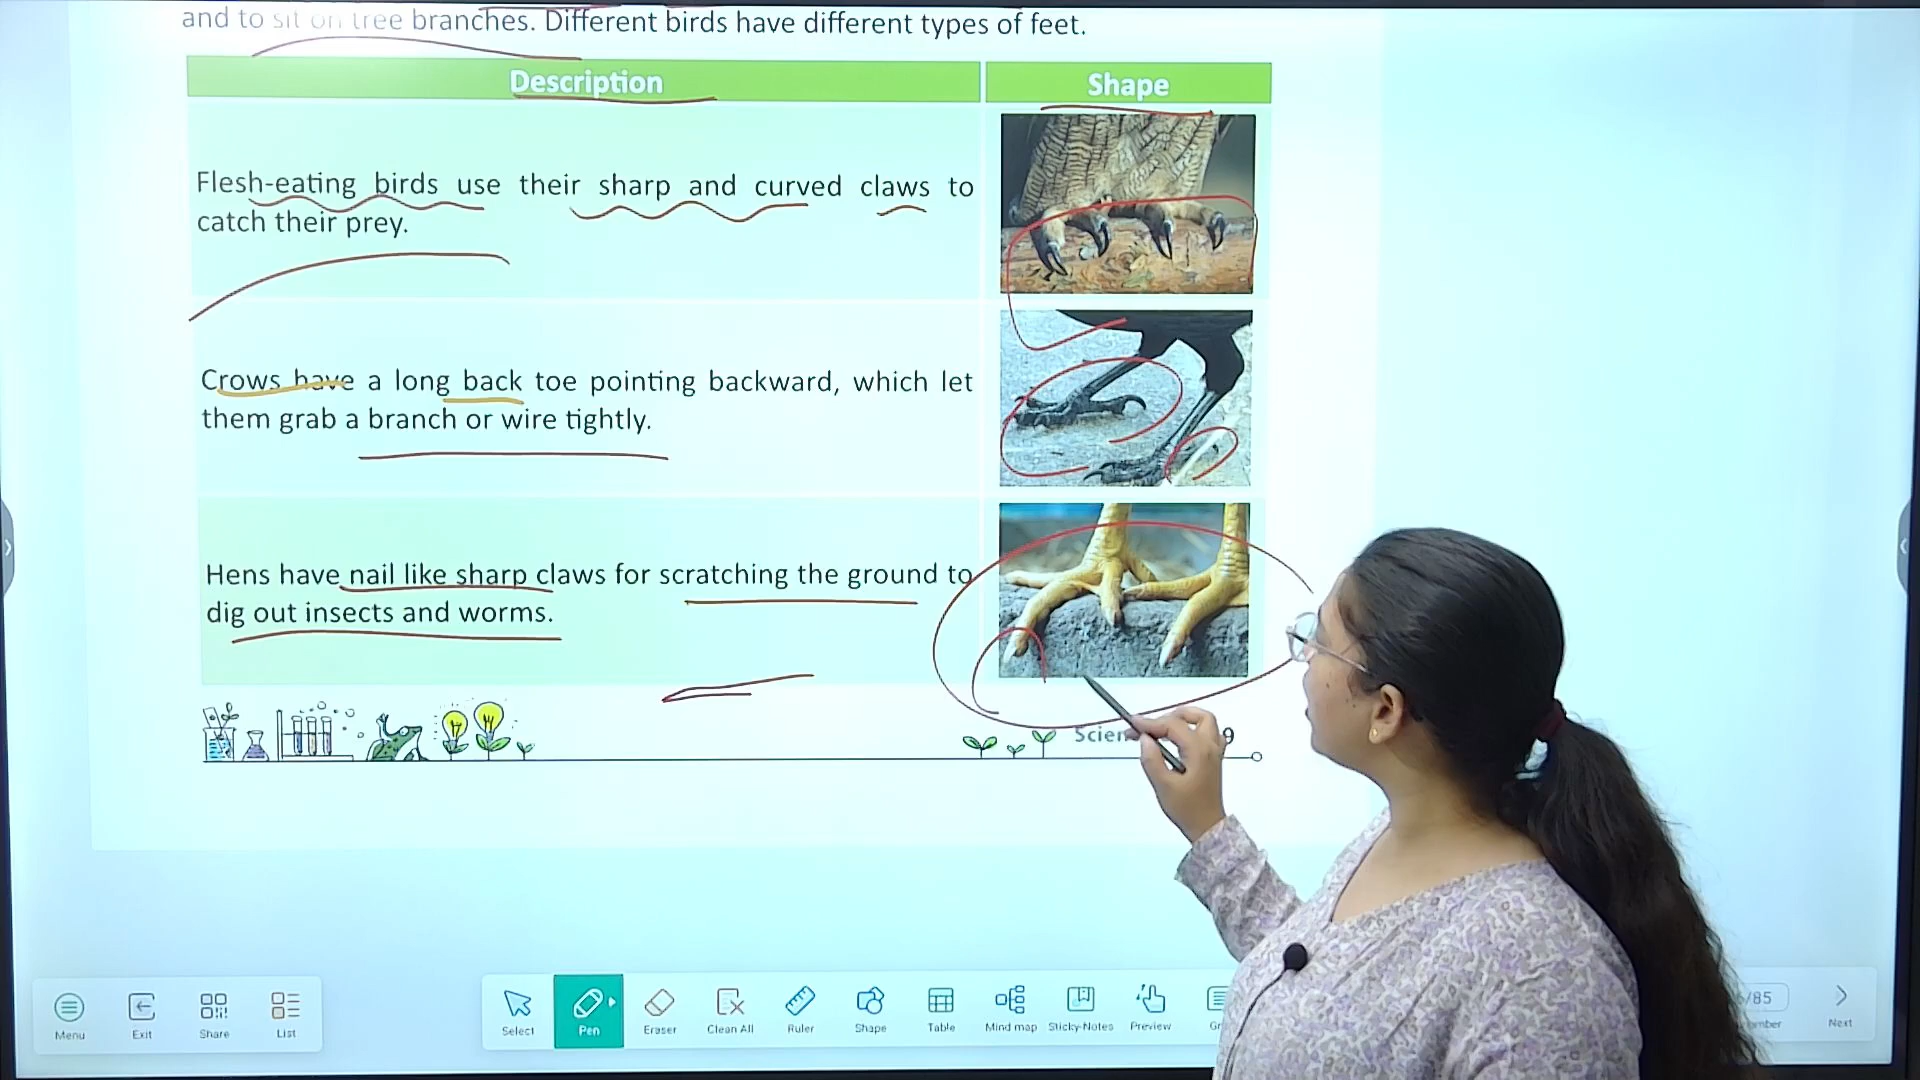 and to sit on tree branches. Different birds have different types of feet.
Description
Shape
Flesh-eating birds use their sharp and curved claws to
catch their prey.
Crows have a long back toe pointing backward, which let
them grab a branch or wire tightly.
Hens have nail like sharp claws for scratching the ground to
dig out insects and worms.
9
Menu
Exit
Share
List
Select
Pen
Eraser
Clean All
Ruler
Shape
Table
Mind map
Sticky-Notes
Preview
/85
Next